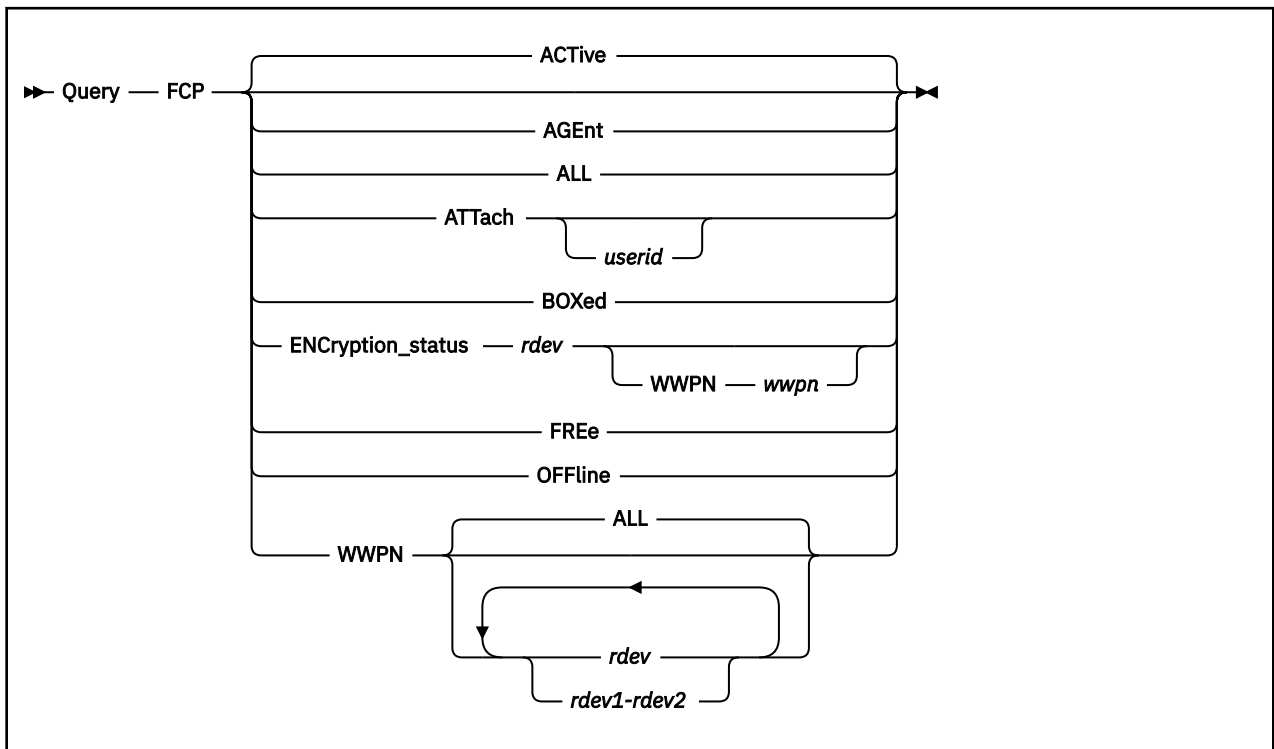 ACTive
Query FCP
AGEnt
ALL
ATTach
userid
BOXed
ENCryption_status rdev
WWPN wwpn
FREe
OFFline
ALL
WWPN
rdev
rdev1-rdev2